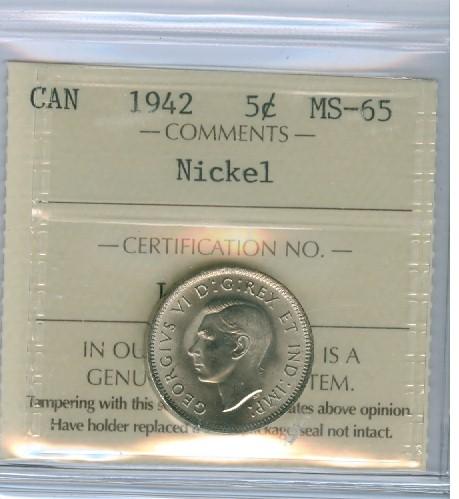 CAN 1942 5¢ MS-65
— COMMENTS —
Nickel
— CERTIFICATION NO. —
GEORGIVS VI D:G:REX ET IND:IMP:
IN OU IS A
GENU TEM.
Tampering with this s ates above opinion.
Have holder replaced seal not intact.